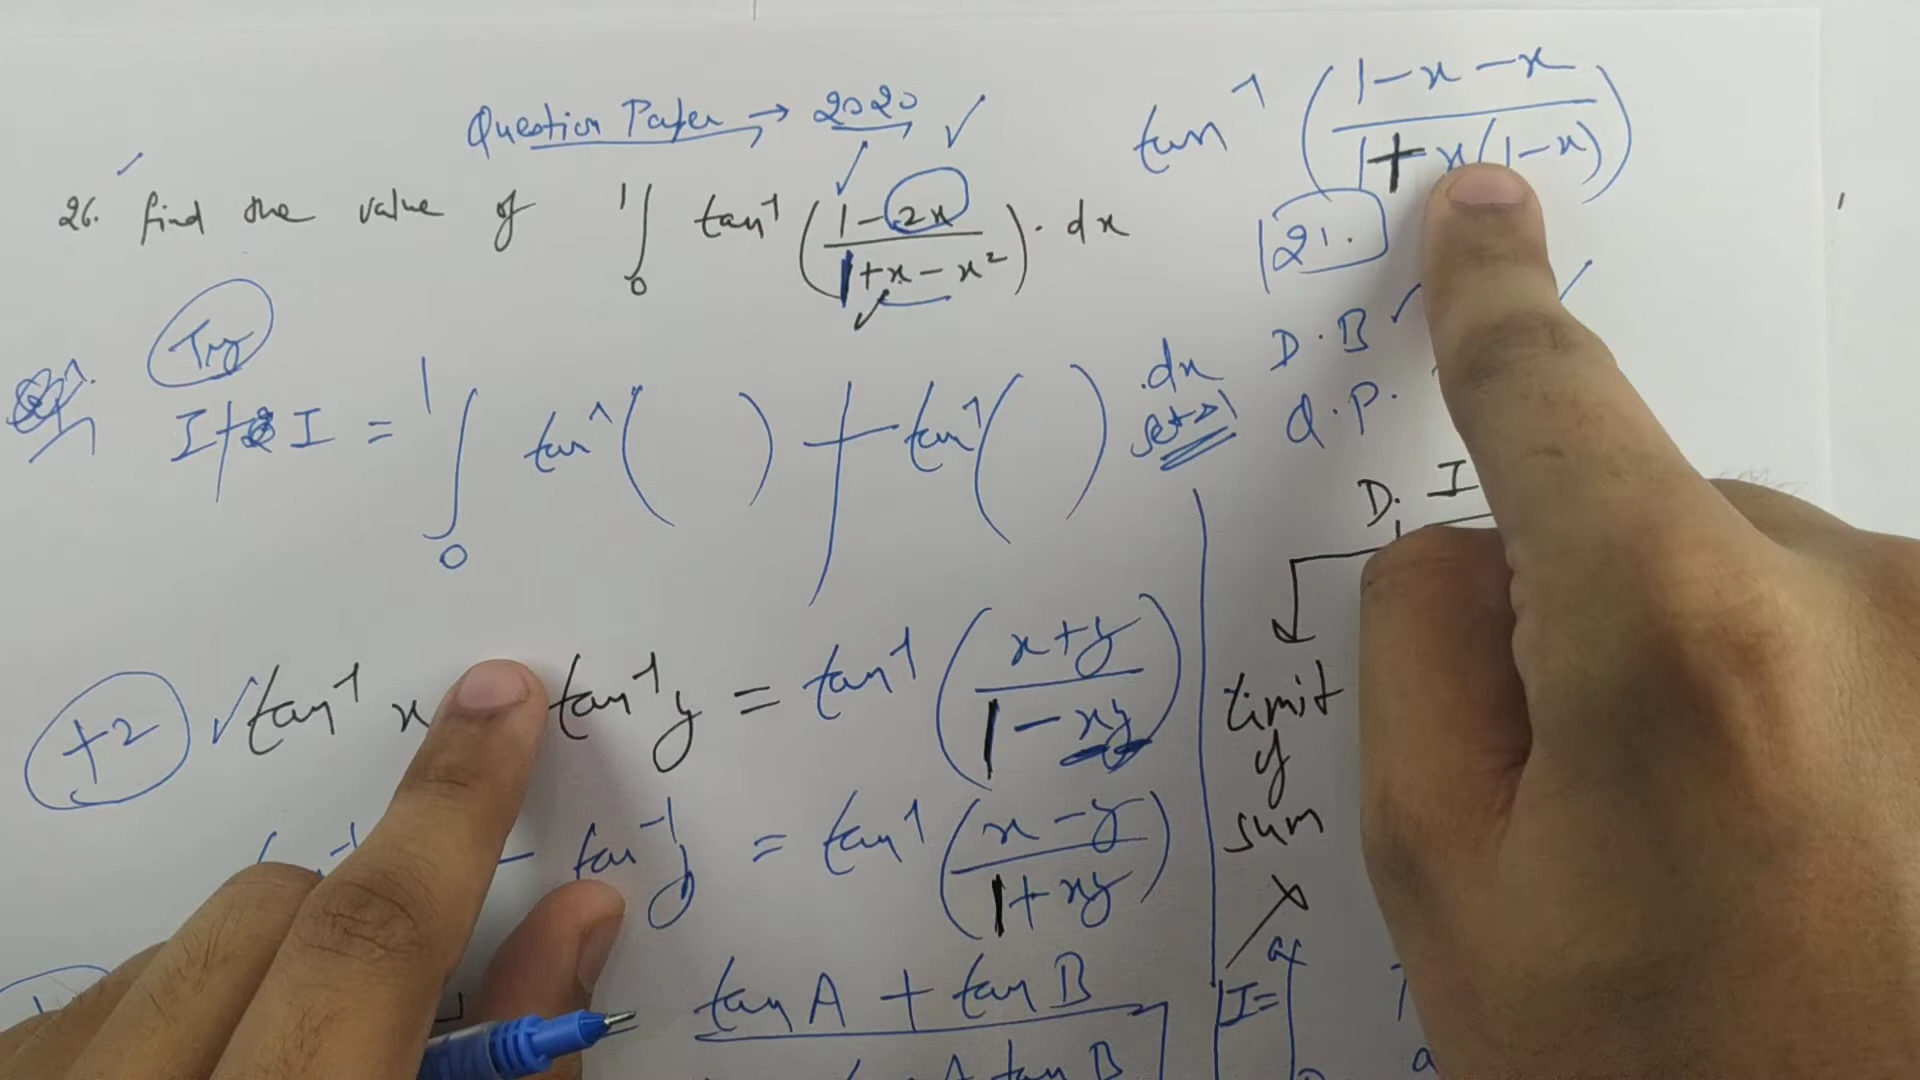 Question Paper → 2020 ✓
26. find the value of ∫₀¹ tan⁻¹ (1-2x / 1+x-x²) . dx
tan⁻¹ (1-x-x / 1+x(1-x))
21.
Try
D.B ✓
Q.P.
I + I = ∫₀¹ tan⁻¹ ( ) + tan⁻¹ ( ) .dx
D. I
+2 ✓ tan⁻¹ x tan⁻¹ y = tan⁻¹ (x+y / 1-xy)
limit
of
sum
- tan⁻¹ y = tan⁻¹ (x-y / 1+xy)
= tan A + tan B
I =
tan B